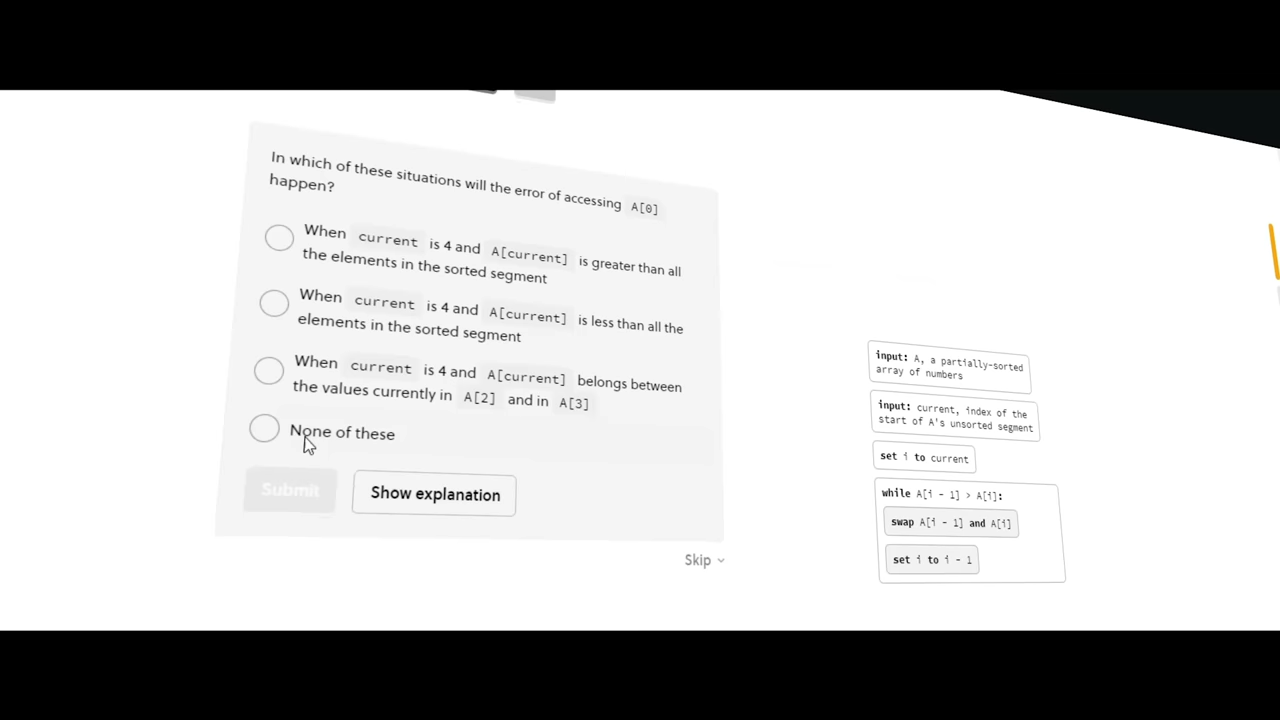 In which of these situations will the error of accessing A[0]
happen?
When current is 4 and A[current] is greater than all
the elements in the sorted segment
When current is 4 and A[current] is less than all the
elements in the sorted segment
When current is 4 and A[current] belongs between
the values currently in A[2] and in A[3]
None of these
Submit Show explanation
Skip
input: A, a partially-sorted
array of numbers
input: current, index of the
start of A's unsorted segment
set i to current
while A[i - 1] > A[i]:
swap A[i - 1] and A[i]
set i to i - 1